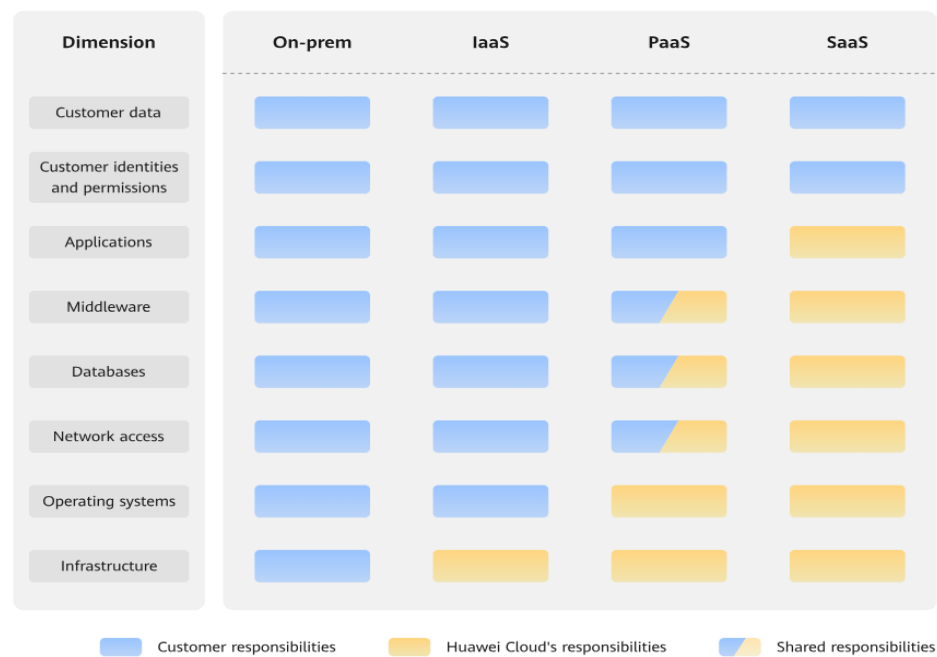 Dimension
On-prem
IaaS
PaaS
SaaS
Customer data
Customer identities
and permissions
Applications
Middleware
Databases
Network access
Operating systems
Infrastructure
Customer responsibilities
Huawei Cloud's responsibilities
Shared responsibilities